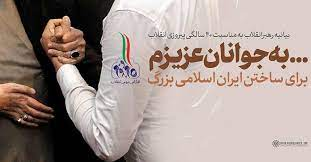 بیانیه رهبر انقلاب به مناسبت ۴۰ سالگی پیروزی انقلاب
...به جوانان عزیزم
برای ساختن ایران اسلامی بزرگ